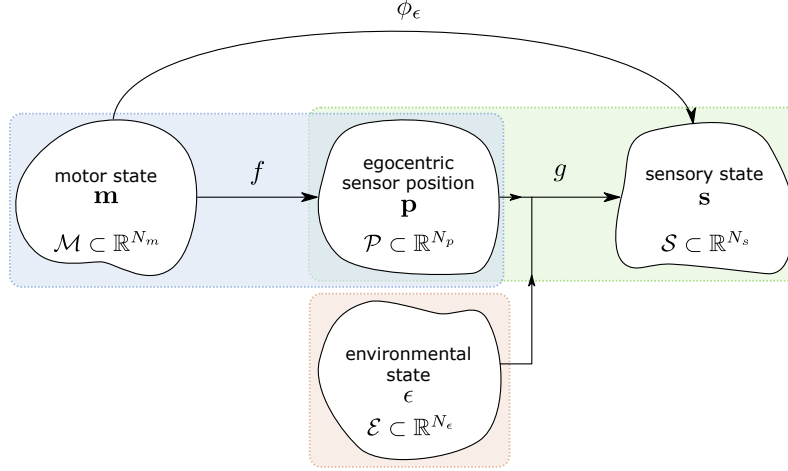 ϕ_ϵ
motor state
𝐦
ℳ ⊂ ℝ^{N_m}
f
egocentric
sensor position
𝐩
𝒫 ⊂ ℝ^{N_p}
g
sensory state
𝐬
𝒮 ⊂ ℝ^{N_s}
environmental
state
ϵ
ℰ ⊂ ℝ^{N_ϵ}